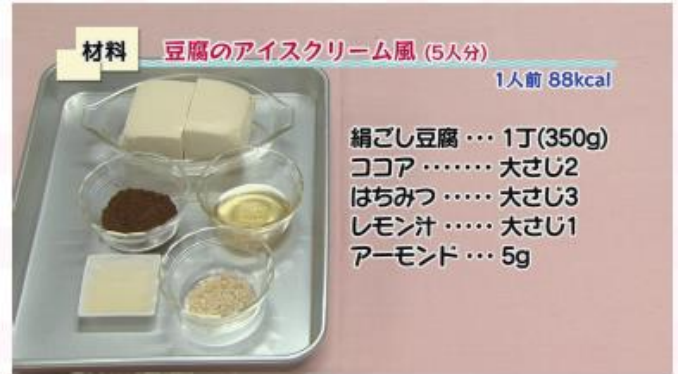 材料
豆腐のアイスクリーム風 (5人分)
1人前 88kcal
絹ごし豆腐 ··· 1丁(350g)
ココア ······· 大さじ2
はちみつ ····· 大さじ3
レモン汁 ····· 大さじ1
アーモンド ··· 5g